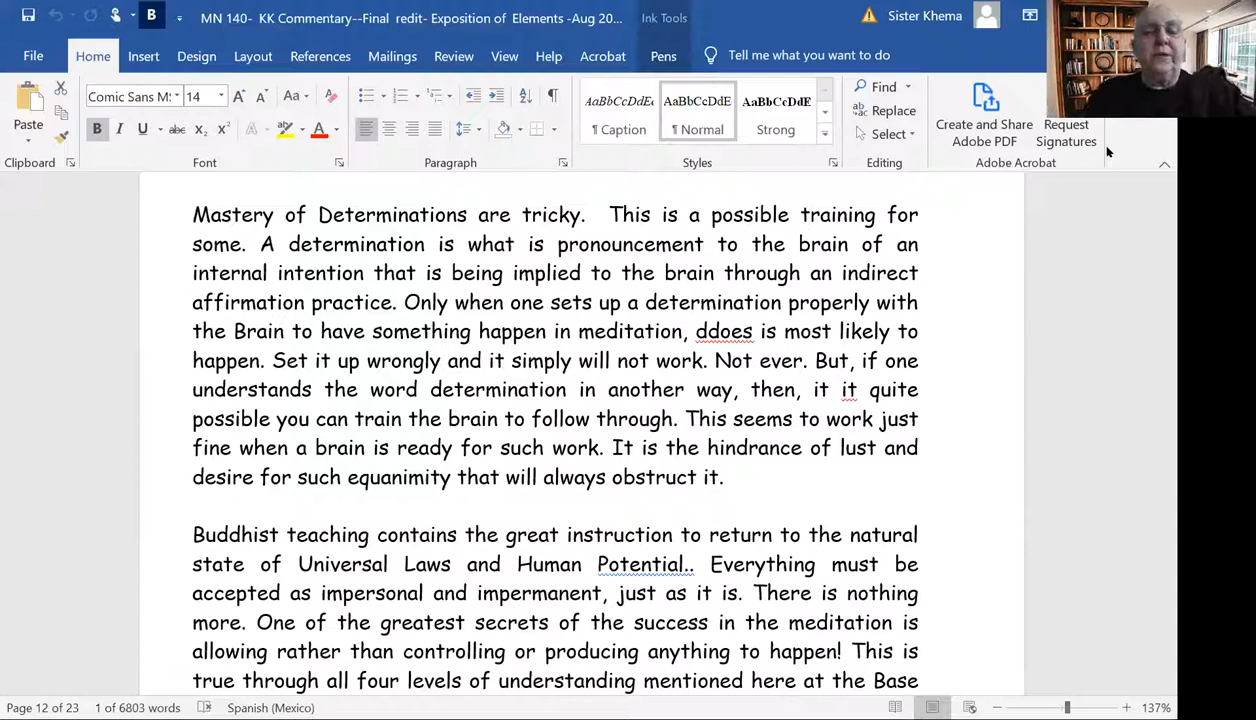 MN 140- KK Commentary--Final redit- Exposition of Elements -Aug 20...
Ink Tools
Sister Khema
File
Home
Insert
Draw
Design
Layout
References
Mailings
Review
View
Help
Acrobat
Pens
Tell me what you want to do
Paste
Clipboard
Comic Sans M
14
Font
Paragraph
AaBbCcDdE
¶ Caption
AaBbCcDdE
¶ Normal
AaBbCcDdE
Strong
Styles
Find
Replace
Select
Editing
Create and Share
Adobe PDF
Request
Signatures
Adobe Acrobat
Mastery of Determinations are tricky. This is a possible training for
some. A determination is what is pronouncement to the brain of an
internal intention that is being implied to the brain through an indirect
affirmation practice. Only when one sets up a determination properly with
the Brain to have something happen in meditation, ddoes is most likely to
happen. Set it up wrongly and it simply will not work. Not ever. But, if one
understands the word determination in another way, then, it it quite
possible you can train the brain to follow through. This seems to work just
fine when a brain is ready for such work. It is the hindrance of lust and
desire for such equanimity that will always obstruct it.
Buddhist teaching contains the great instruction to return to the natural
state of Universal Laws and Human Potential.. Everything must be
accepted as impersonal and impermanent, just as it is. There is nothing
more. One of the greatest secrets of the success in the meditation is
allowing rather than controlling or producing anything to happen! This is
true through all four levels of understanding mentioned here at the Base
Page 12 of 23
1 of 6803 words
Spanish (Mexico)
137%